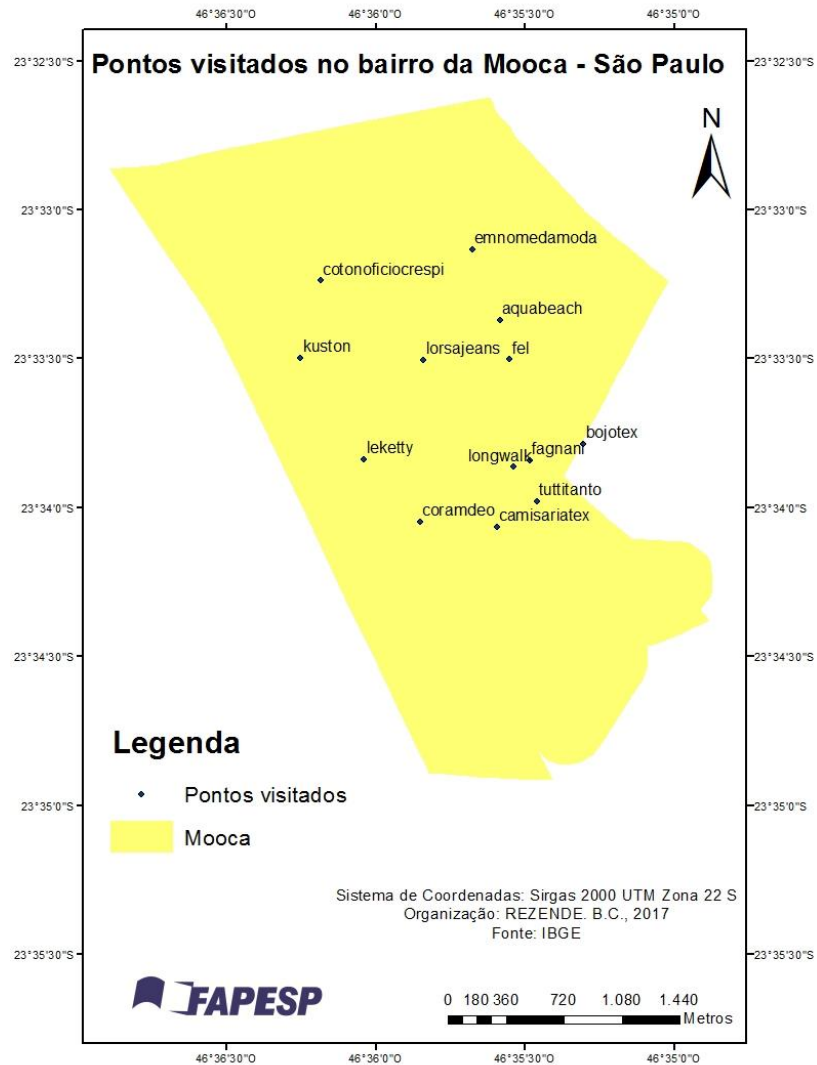 46°36'30"O 46°36'0"O 46°35'30"O 46°35'0"O
23°32'30"S 23°32'30"S
Pontos visitados no bairro da Mooca - São Paulo
N
23°33'0"S 23°33'0"S
emnomedamoda
cotonoficiocrespi
aquabeach
23°33'30"S 23°33'30"S
kuston lorsajeans fel
bojotex
leketty longwalk fagnani
tuttitanto
23°34'0"S 23°34'0"S
coramdeo camisariatex
23°34'30"S 23°34'30"S
Legenda
Pontos visitados
23°35'0"S 23°35'0"S
Mooca
Sistema de Coordenadas: Sirgas 2000 UTM Zona 22 S
Organização: REZENDE. B.C., 2017
Fonte: IBGE
23°35'30"S 23°35'30"S
FAPESP
0 180 360 720 1.080 1.440
Metros
46°36'30"O 46°36'0"O 46°35'30"O 46°35'0"O